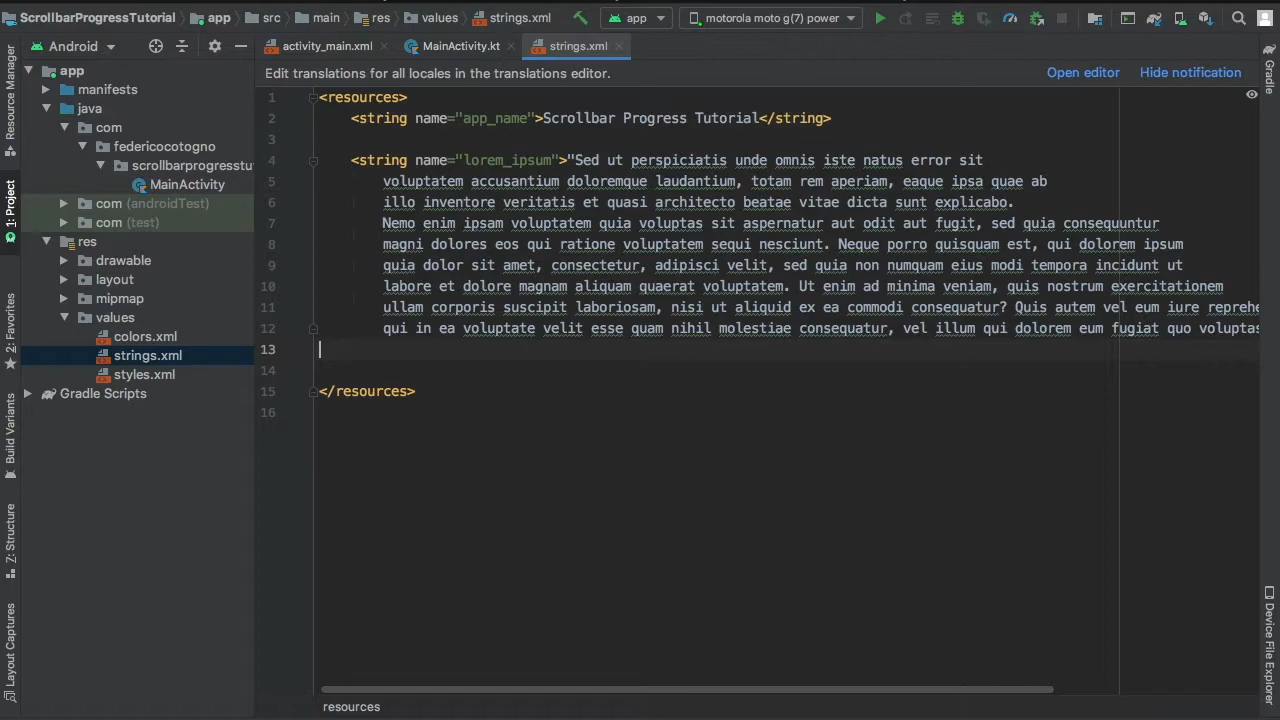 ScrollbarProgressTutorial
app
src
main
res
values
strings.xml
app
motorola moto g(7) power
Android
activity_main.xml
MainActivity.kt
strings.xml
Edit translations for all locales in the translations editor.
Open editor
Hide notification
Resource Manager
1: Project
2: Favorites
Build Variants
Z: Structure
Layout Captures
app
manifests
java
com
federicocotogno
scrollbarprogresstu
MainActivity
com (androidTest)
com (test)
res
drawable
layout
mipmap
values
colors.xml
strings.xml
styles.xml
Gradle Scripts
1 <resources>
2 <string name="app_name">Scrollbar Progress Tutorial</string>
3
4 <string name="lorem_ipsum">"Sed ut perspiciatis unde omnis iste natus error sit
5 voluptatem accusantium doloremque laudantium, totam rem aperiam, eaque ipsa quae ab
6 illo inventore veritatis et quasi architecto beatae vitae dicta sunt explicabo.
7 Nemo enim ipsam voluptatem quia voluptas sit aspernatur aut odit aut fugit, sed quia consequuntur
8 magni dolores eos qui ratione voluptatem sequi nesciunt. Neque porro quisquam est, qui dolorem ipsum
9 quia dolor sit amet, consectetur, adipisci velit, sed quia non numquam eius modi tempora incidunt ut
10 labore et dolore magnam aliquam quaerat voluptatem. Ut enim ad minima veniam, quis nostrum exercitationem
11 ullam corporis suscipit laboriosam, nisi ut aliquid ex ea commodi consequatur? Quis autem vel eum iure reprehe
12 qui in ea voluptate velit esse quam nihil molestiae consequatur, vel illum qui dolorem eum fugiat quo voluptas
13
14
15 </resources>
16
resources
Gradle
Device File Explorer